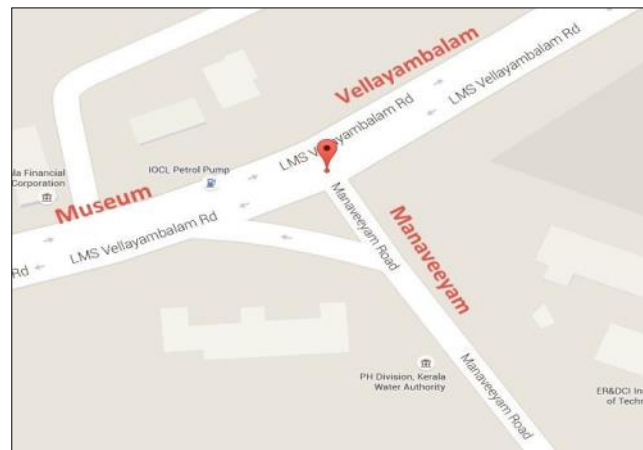 Vellayambalam
LMS Vellayambalam Rd
LMS Vellayambalam Rd
IOCL Petrol Pump
la Financial
Corporation
Museum
LMS Vellayambalam Rd
Rd
Manaveeyam Road
Manaveeyam
PH Division, Kerala
Water Authority
Manaveeyam Road
ER&DCI In
of Techn